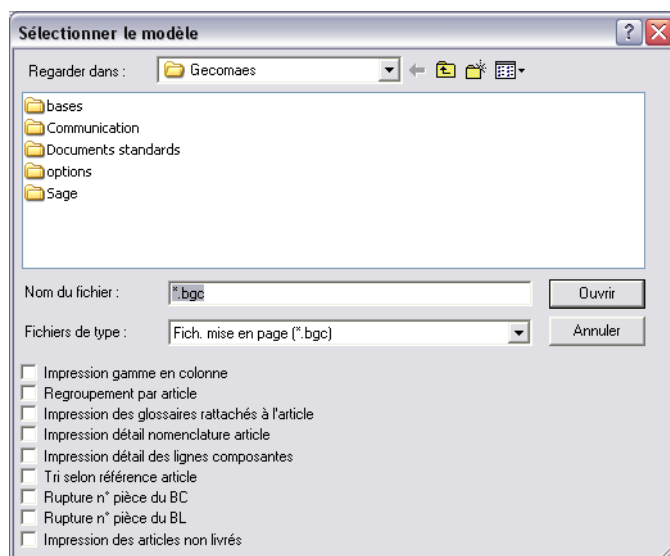 Sélectionner le modèle
Regarder dans :
Gecomaes
bases
Communication
Documents standards
options
Sage
Nom du fichier :
*.bgc
Ouvrir
Fichiers de type :
Fich. mise en page (*.bgc)
Annuler
Impression gamme en colonne
Regroupement par article
Impression des glossaires rattachés à l'article
Impression détail nomenclature article
Impression détail des lignes composantes
Tri selon référence article
Rupture n° pièce du BC
Rupture n° pièce du BL
Impression des articles non livrés